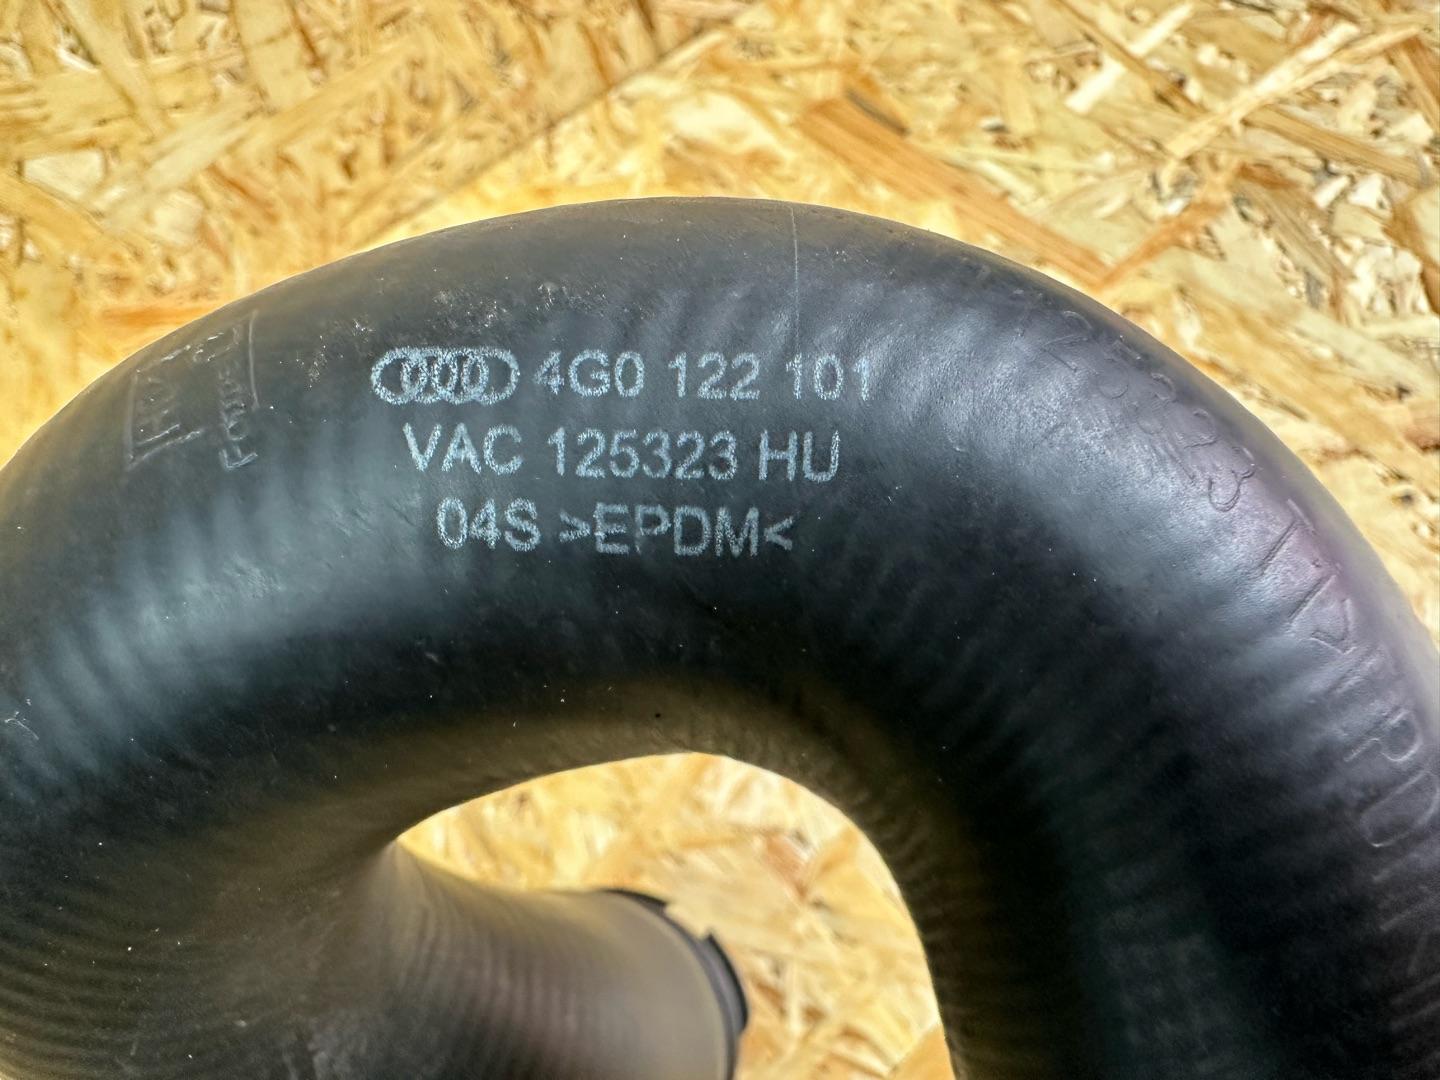 4G0 122 101
VAC 125323 HU
04S >EPDM<